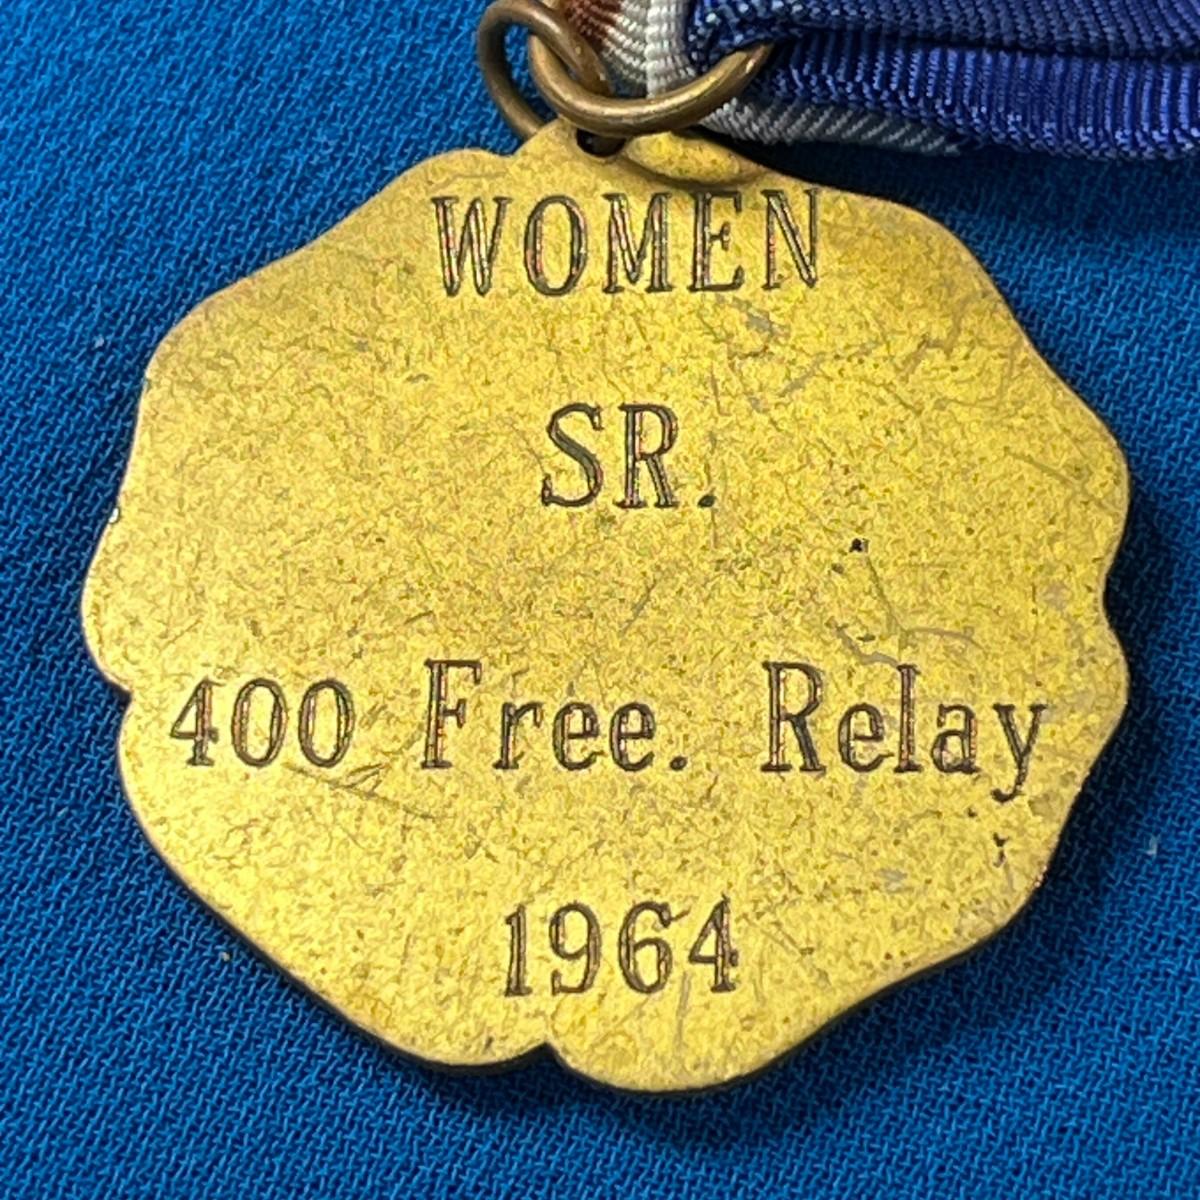 WOMEN
SR.
400 Free. Relay
1964